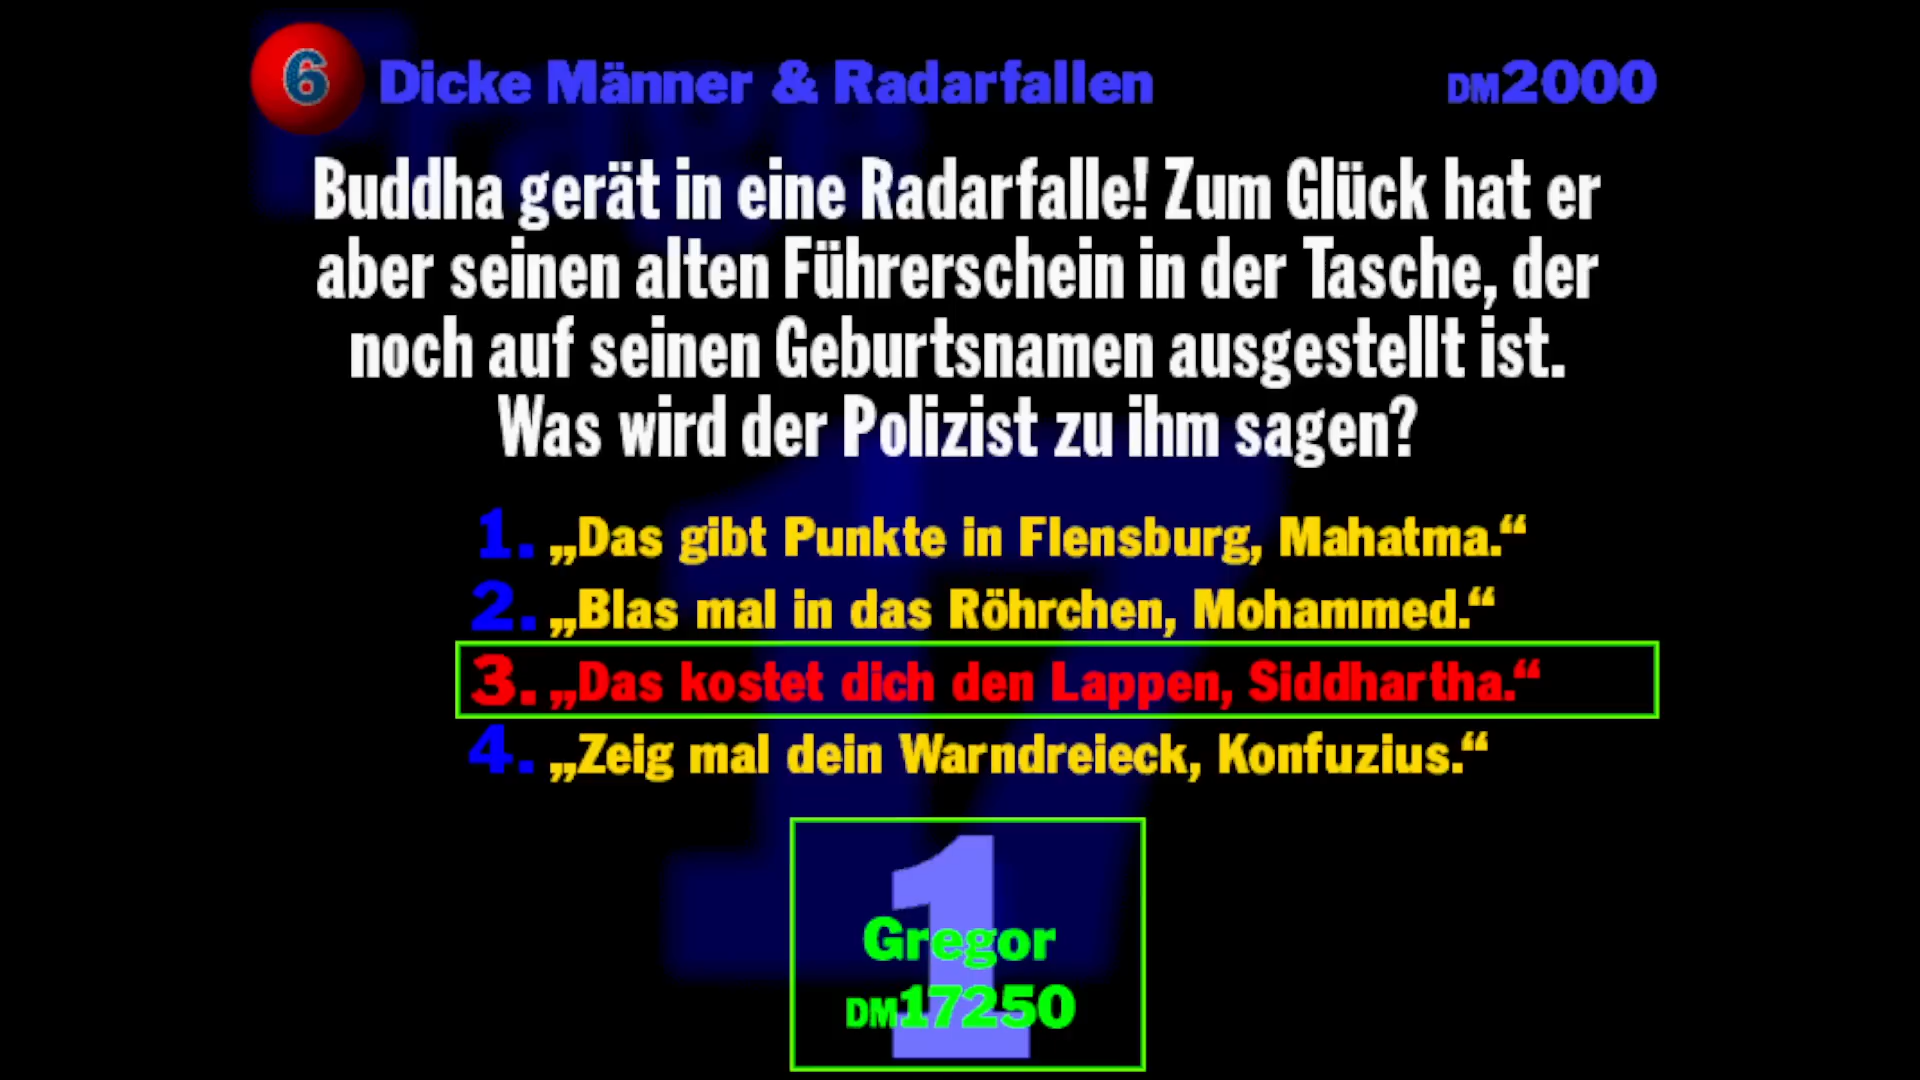 6 Dicke Männer & Radarfallen DM2000
Buddha gerät in eine Radarfalle! Zum Glück hat er
aber seinen alten Führerschein in der Tasche, der
noch auf seinen Geburtsnamen ausgestellt ist.
Was wird der Polizist zu ihm sagen?
1. „Das gibt Punkte in Flensburg, Mahatma.“
2. „Blas mal in das Röhrchen, Mohammed.“
3. „Das kostet dich den Lappen, Siddhartha.“
4. „Zeig mal dein Warndreieck, Konfuzius.“
1
Gregor
DM17250
Frage
17